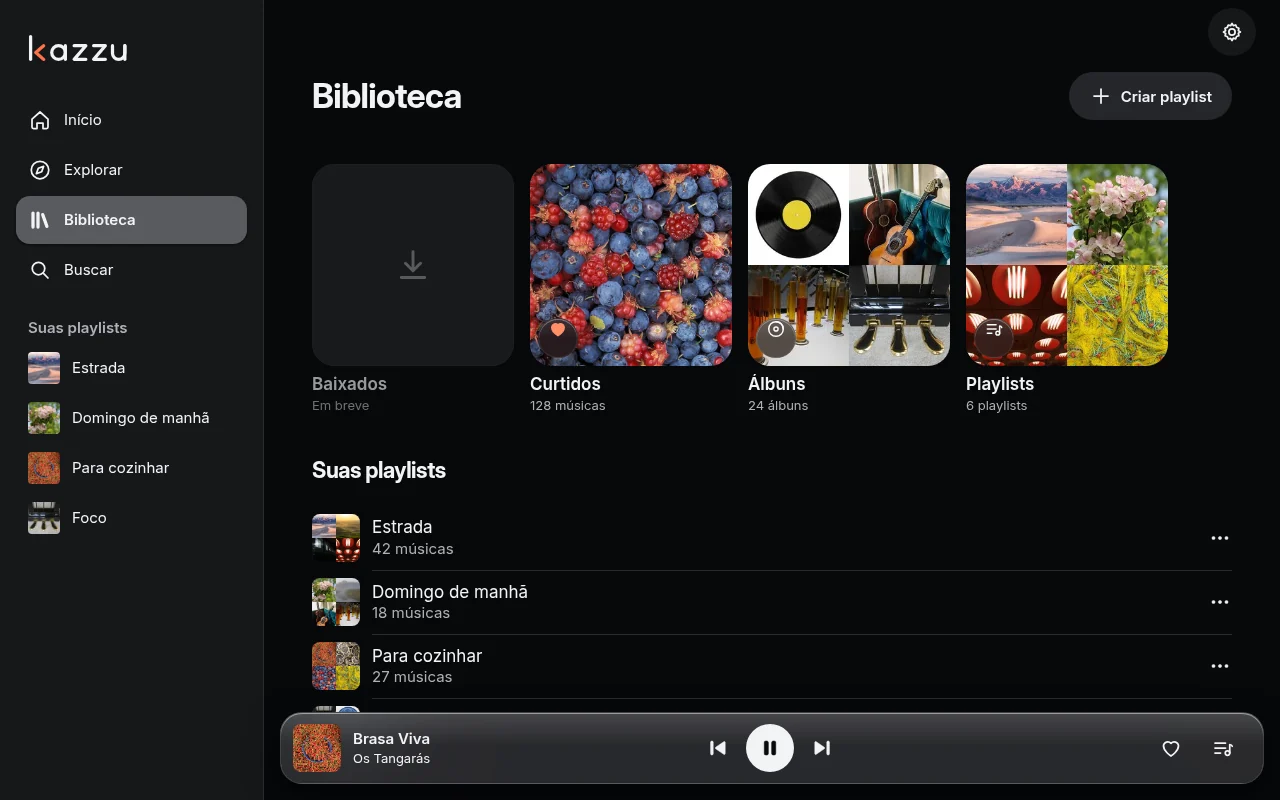 kazzu
Início
Explorar
Biblioteca
Buscar
Suas playlists
Estrada
Domingo de manhã
Para cozinhar
Foco
Biblioteca
Criar playlist
Baixados
Em breve
Curtidos
128 músicas
Álbuns
24 álbuns
Playlists
6 playlists
Suas playlists
Estrada
42 músicas
Domingo de manhã
18 músicas
Para cozinhar
27 músicas
Brasa Viva
Os Tangarás